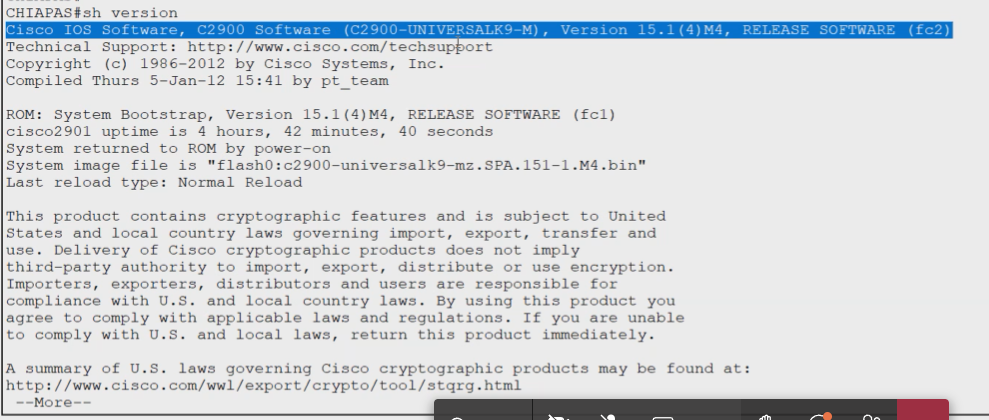 CHIAPAS#sh version
Cisco IOS Software, C2900 Software (C2900-UNIVERSALK9-M), Version 15.1(4)M4, RELEASE SOFTWARE (fc2)
Technical Support: http://www.cisco.com/techsupport
Copyright (c) 1986-2012 by Cisco Systems, Inc.
Compiled Thurs 5-Jan-12 15:41 by pt_team
ROM: System Bootstrap, Version 15.1(4)M4, RELEASE SOFTWARE (fc1)
cisco2901 uptime is 4 hours, 42 minutes, 40 seconds
System returned to ROM by power-on
System image file is "flash0:c2900-universalk9-mz.SPA.151-1.M4.bin"
Last reload type: Normal Reload
This product contains cryptographic features and is subject to United
States and local country laws governing import, export, transfer and
use. Delivery of Cisco cryptographic products does not imply
third-party authority to import, export, distribute or use encryption.
Importers, exporters, distributors and users are responsible for
compliance with U.S. and local country laws. By using this product you
agree to comply with applicable laws and regulations. If you are unable
to comply with U.S. and local laws, return this product immediately.
A summary of U.S. laws governing Cisco cryptographic products may be found at:
http://www.cisco.com/wwl/export/crypto/tool/stqrg.html
--More--